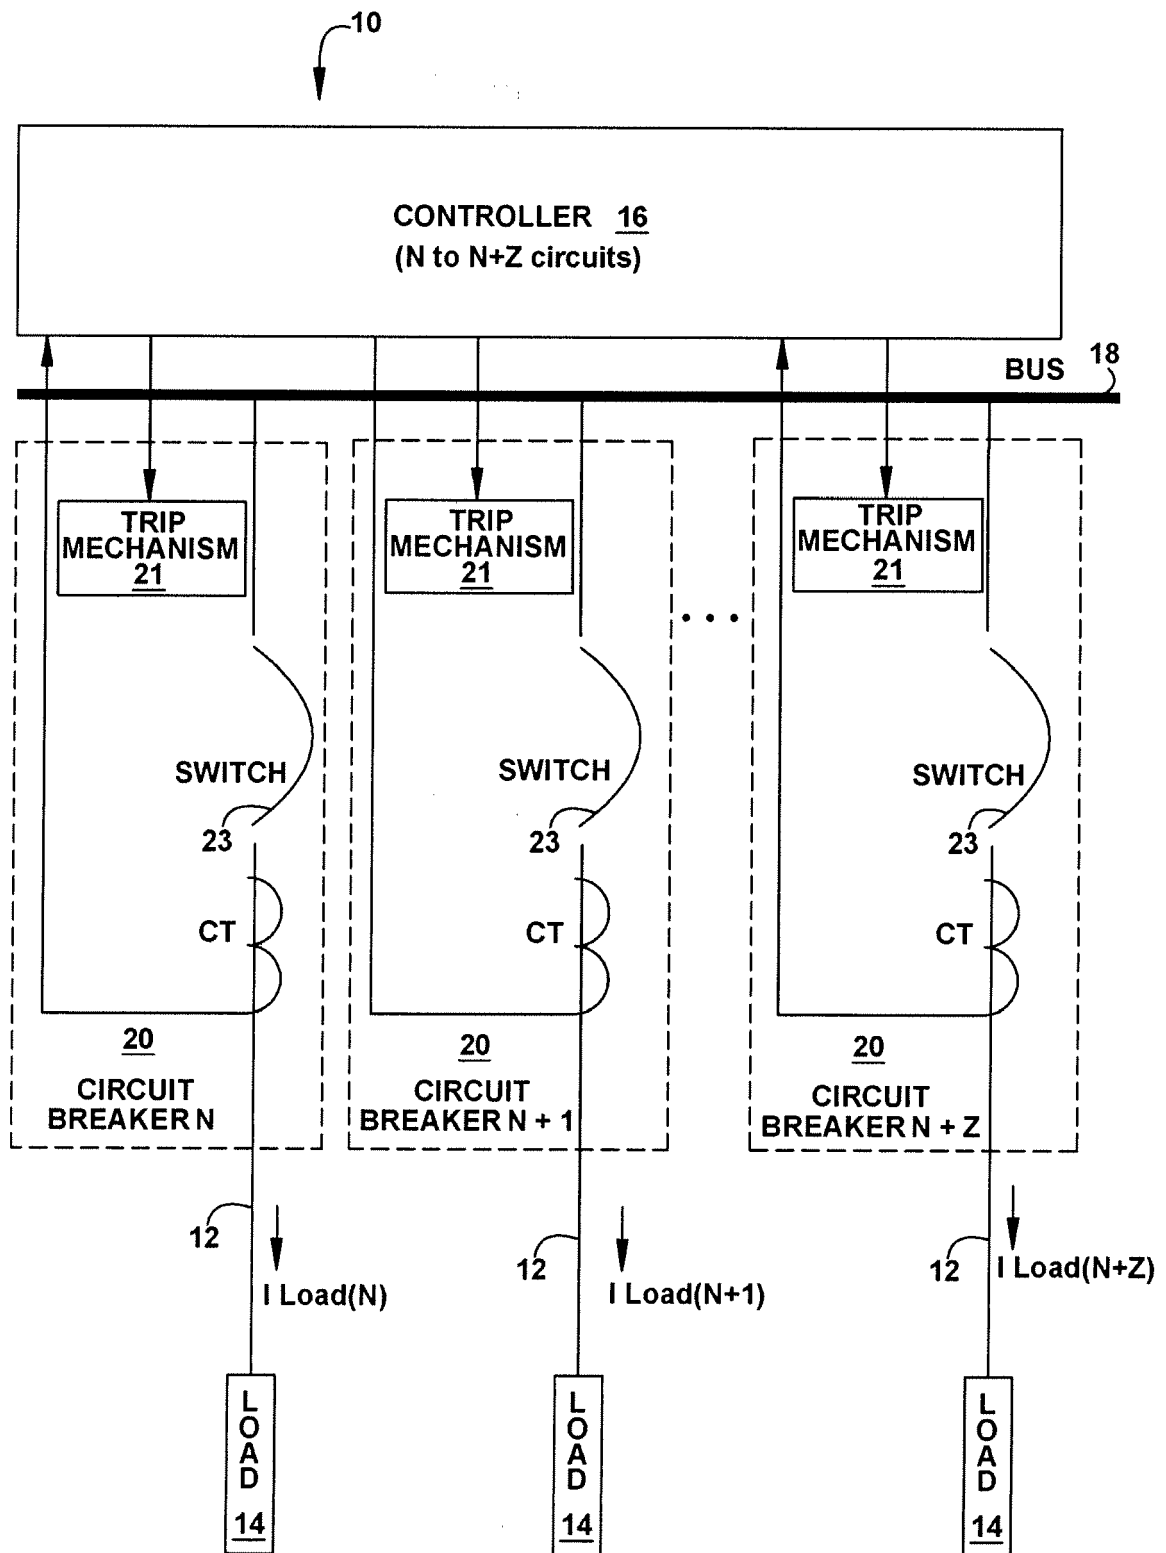 10
CONTROLLER 16
(N to N+Z circuits)
BUS
18
TRIP
MECHANISM
21
TRIP
MECHANISM
21
TRIP
MECHANISM
21
SWITCH
23
SWITCH
23
SWITCH
23
CT
CT
CT
20
CIRCUIT
BREAKER N
20
CIRCUIT
BREAKER N + 1
20
CIRCUIT
BREAKER N + Z
12
I Load(N)
12
I Load(N+1)
12
I Load(N+Z)
LOAD
14
LOAD
14
LOAD
14